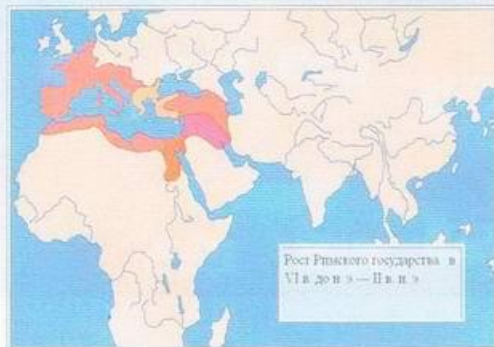 Рост Римского государства в
VI в. до н. э. — II в. н. э.